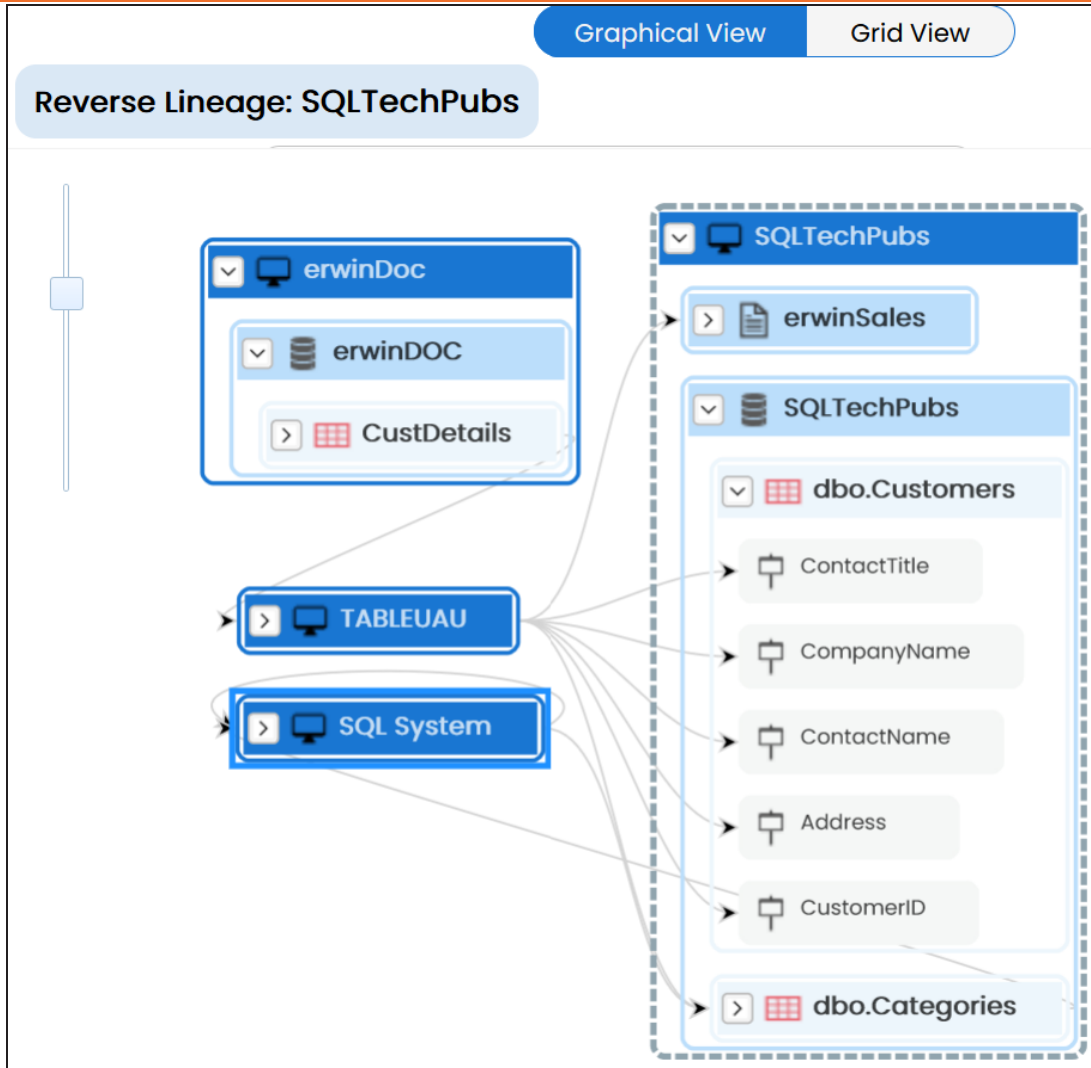 Graphical View
Grid View
Reverse Lineage: SQLTechPubs
erwinDoc
erwinDOC
CustDetails
TABLEUAU
SQL System
SQLTechPubs
erwinSales
SQLTechPubs
dbo.Customers
ContactTitle
CompanyName
ContactName
Address
CustomerID
dbo.Categories